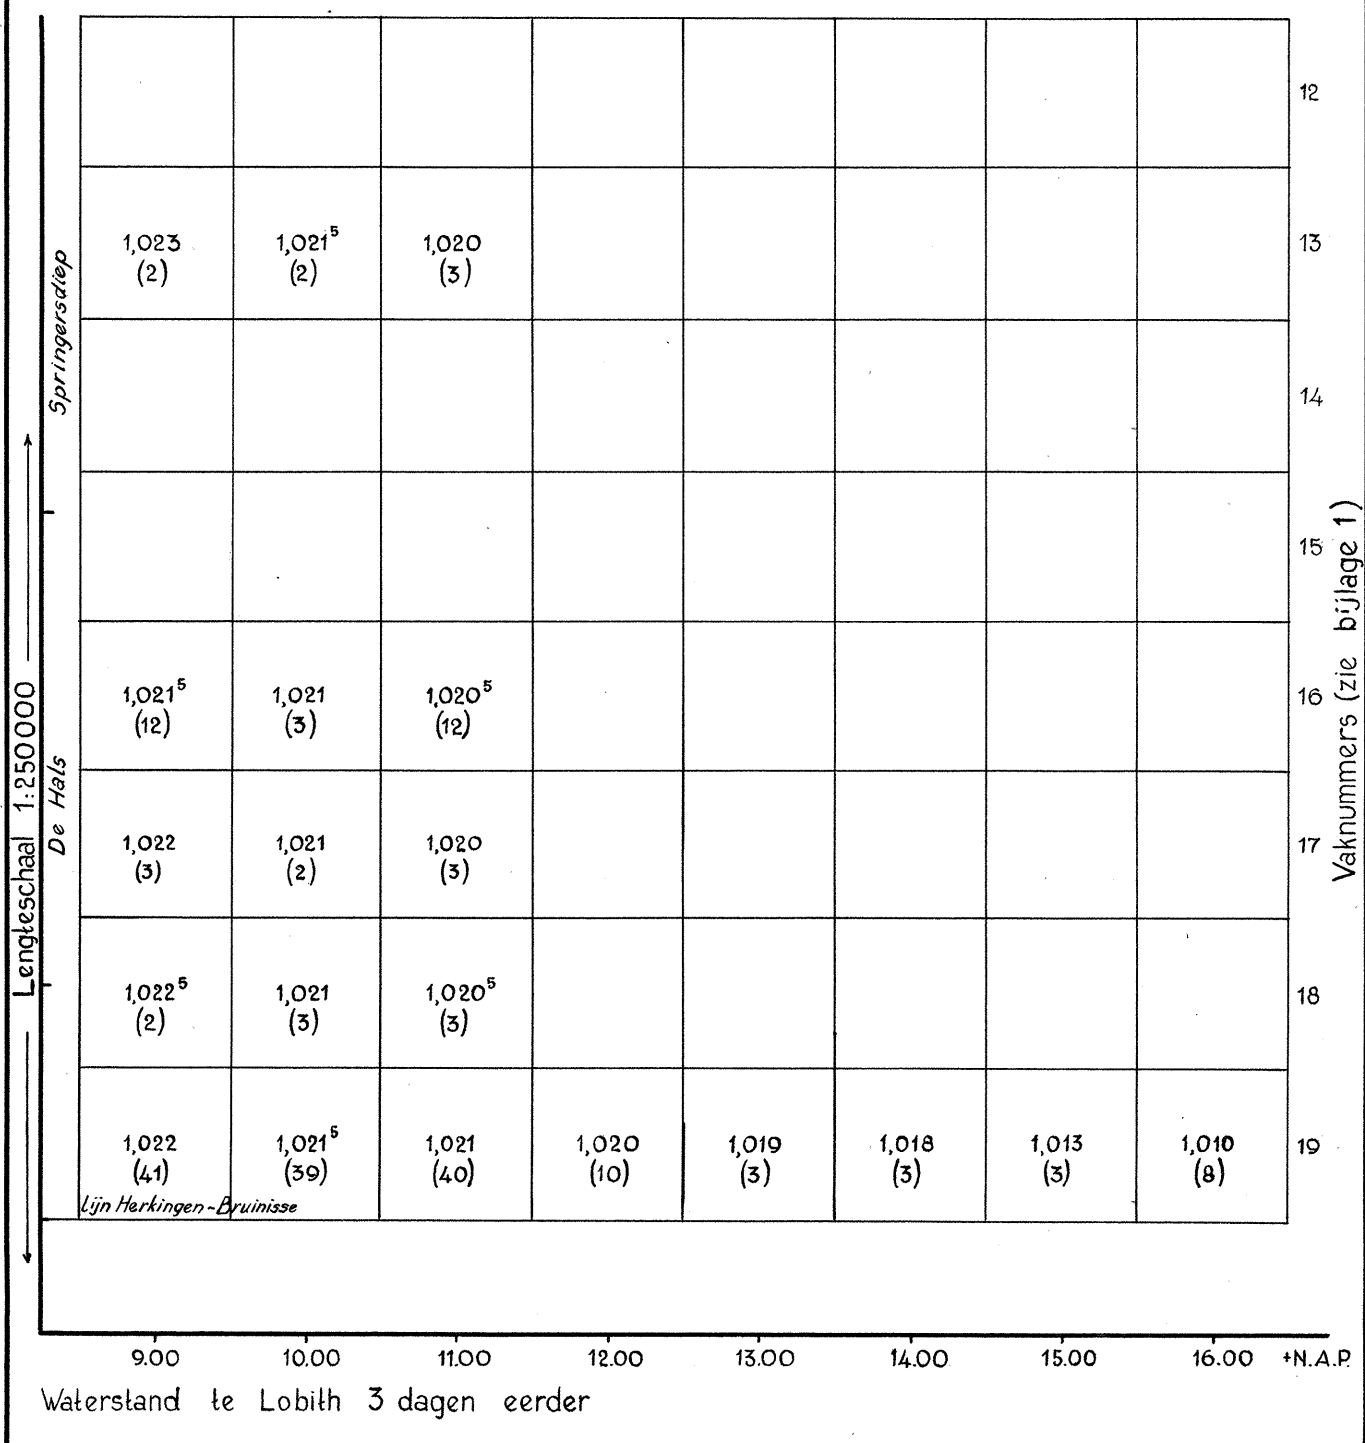 12
Springersdiep
1,023 1,021⁵ 1,020 13
(2) (2) (3)
14
15
Lengteschaal 1:250000
Vaknummers (zie bijlage 1)
De Hals
1,021⁵ 1,021 1,020⁵ 16
(12) (3) (12)
1,022 1,021 1,020 17
(3) (2) (3)
1,022⁵ 1,021 1,020⁵ 18
(2) (3) (3)
1,022 1,021⁵ 1,021 1,020 1,019 1,018 1,013 1,010 19
(41) (39) (40) (10) (3) (3) (3) (8)
lijn Herkingen-Bruinisse
9.00 10.00 11.00 12.00 13.00 14.00 15.00 16.00 +N.A.P.
Waterstand te Lobith 3 dagen eerder